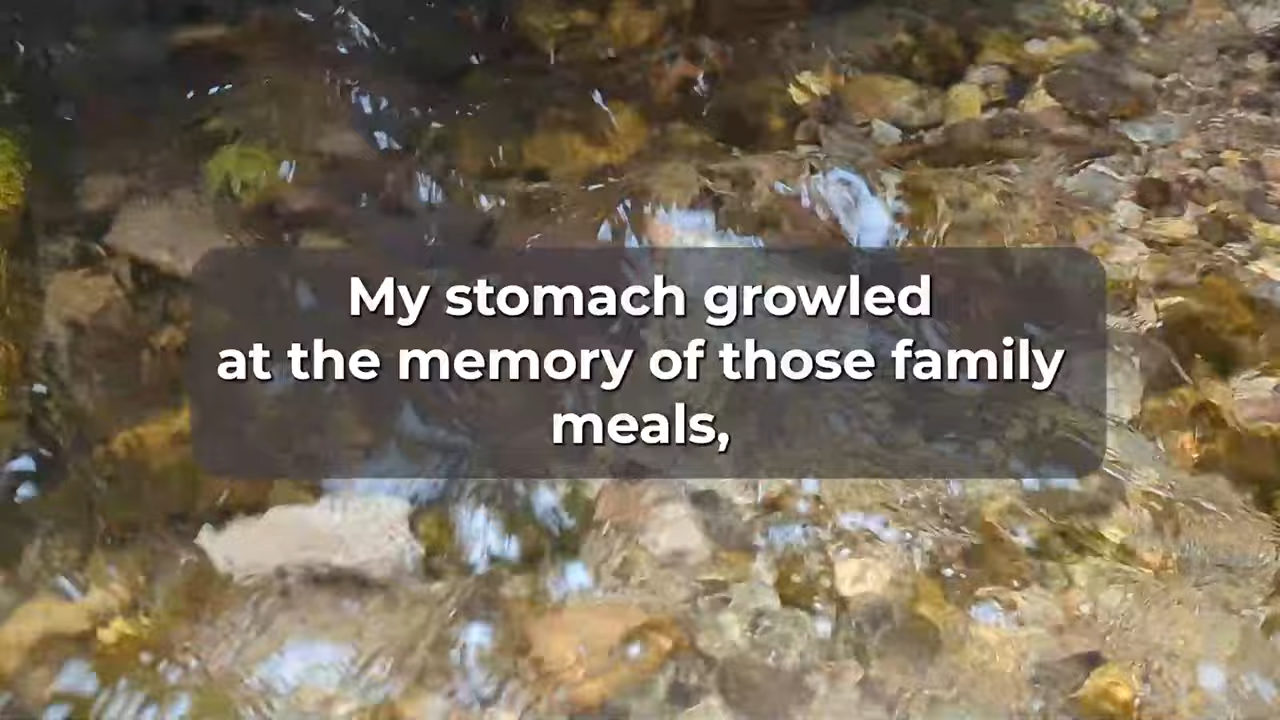 My stomach growled
at the memory of those family
meals,